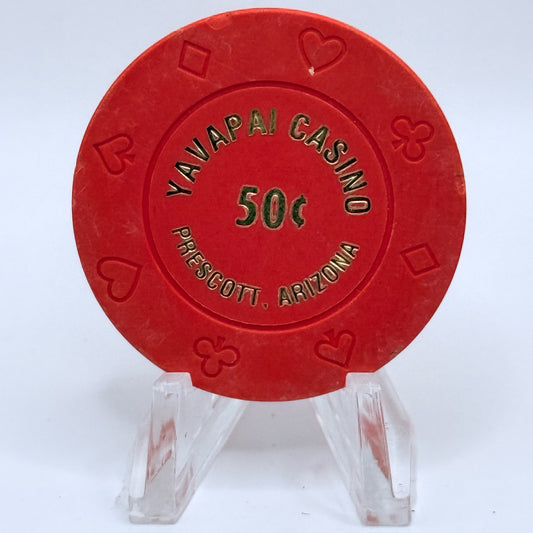 YAVAPAI CASINO
50¢
PRESCOTT, ARIZONA